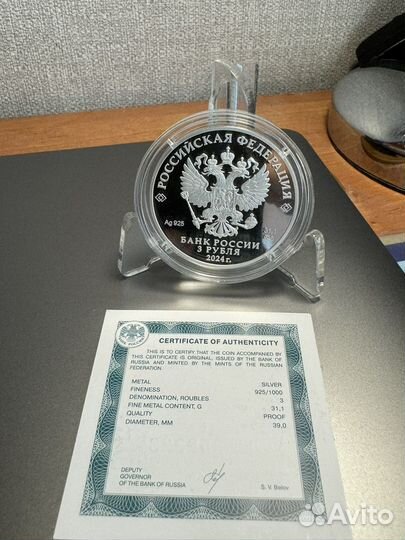 РОССИЙСКАЯ ФЕДЕРАЦИЯ
Ag 925
31,1
БАНК РОССИИ
3 РУБЛЯ
2024 г.
CERTIFICATE OF AUTHENTICITY
THIS IS TO CERTIFY THAT THE COIN ACCOMPANIED
BY THIS CERTIFICATE IS ORIGINAL, ISSUED BY THE BANK OF
RUSSIA AND MINTED BY THE MINTS OF THE RUSSIAN
FEDERATION.
METAL SILVER
FINENESS 925/1000
DENOMINATION, ROUBLES 3
FINE METAL CONTENT, G 31,1
QUALITY PROOF
DIAMETER, MM 39,0
DEPUTY
GOVERNOR
OF THE BANK OF RUSSIA
S. V. Belov
Avito